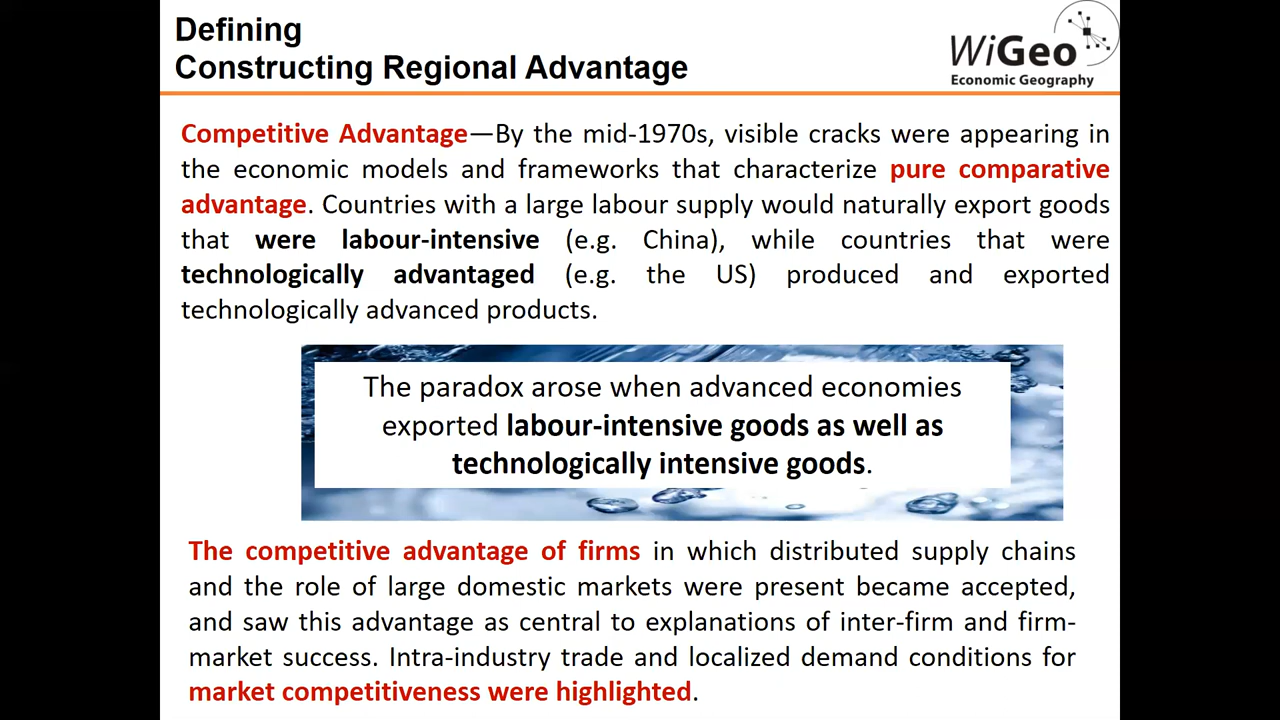 Defining
Constructing Regional Advantage
WiGeo
Economic Geography
Competitive Advantage—By the mid-1970s, visible cracks were appearing in
the economic models and frameworks that characterize pure comparative
advantage. Countries with a large labour supply would naturally export goods
that were labour-intensive (e.g. China), while countries that were
technologically advantaged (e.g. the US) produced and exported
technologically advanced products.
The paradox arose when advanced economies
exported labour-intensive goods as well as
technologically intensive goods.
The competitive advantage of firms in which distributed supply chains
and the role of large domestic markets were present became accepted,
and saw this advantage as central to explanations of inter-firm and firm-
market success. Intra-industry trade and localized demand conditions for
market competitiveness were highlighted.